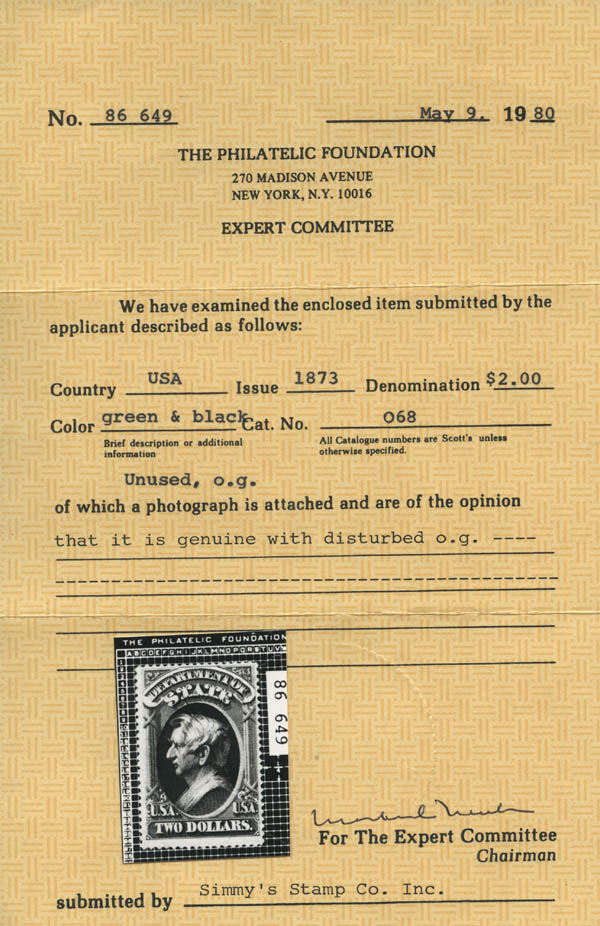 No. 86 649 May 9, 1980
THE PHILATELIC FOUNDATION
270 MADISON AVENUE
NEW YORK, N.Y. 10016
EXPERT COMMITTEE
We have examined the enclosed item submitted by the
applicant described as follows:
Country USA Issue 1873 Denomination $2.00
Color green & black Cat. No. O68
Brief description or additional
information
All Catalogue numbers are Scott's unless
otherwise specified.
Unused, o.g.
of which a photograph is attached and are of the opinion
that it is genuine with disturbed o.g. ----
THE PHILATELIC FOUNDATION
ABCDEFGHIJKLMNOPQRSTUV
86 649
DEPARTMENT OF
STATE
U.S.A. U.S.A.
TWO DOLLARS.
For The Expert Committee
Chairman
submitted by Simmy's Stamp Co. Inc.